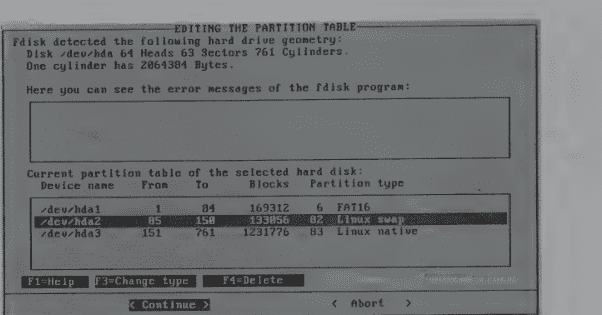 EDITING THE PARTITION TABLE
Fdisk detected the following hard drive geometry:
Disk /dev/hda 64 Heads 63 Sectors 761 Cylinders.
One cylinder has 2064384 Bytes.
Here you can see the error messages of the fdisk program:
Current partition table of the selected hard disk:
Device name From To Blocks Partition type
/dev/hda1 1 84 169312 6 FAT16
/dev/hda2 85 150 133056 82 Linux swap
/dev/hda3 151 761 1231776 83 Linux native
F1=Help F3=Change type F4=Delete
< Continue > < Abort >